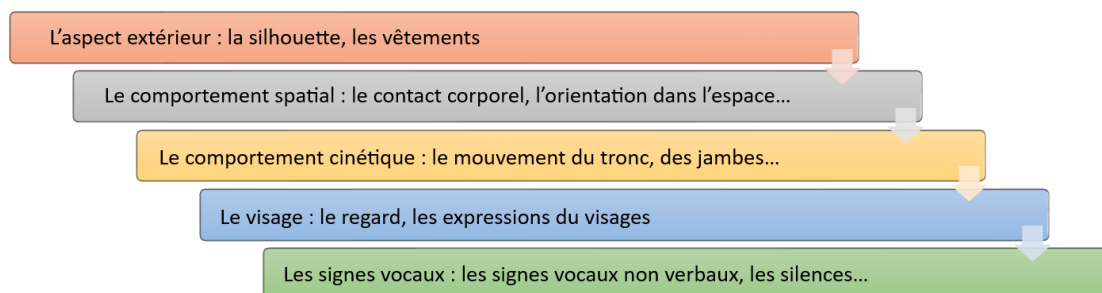 L’aspect extérieur : la silhouette, les vêtements
Le comportement spatial : le contact corporel, l’orientation dans l’espace…
Le comportement cinétique : le mouvement du tronc, des jambes…
Le visage : le regard, les expressions du visages
Les signes vocaux : les signes vocaux non verbaux, les silences…